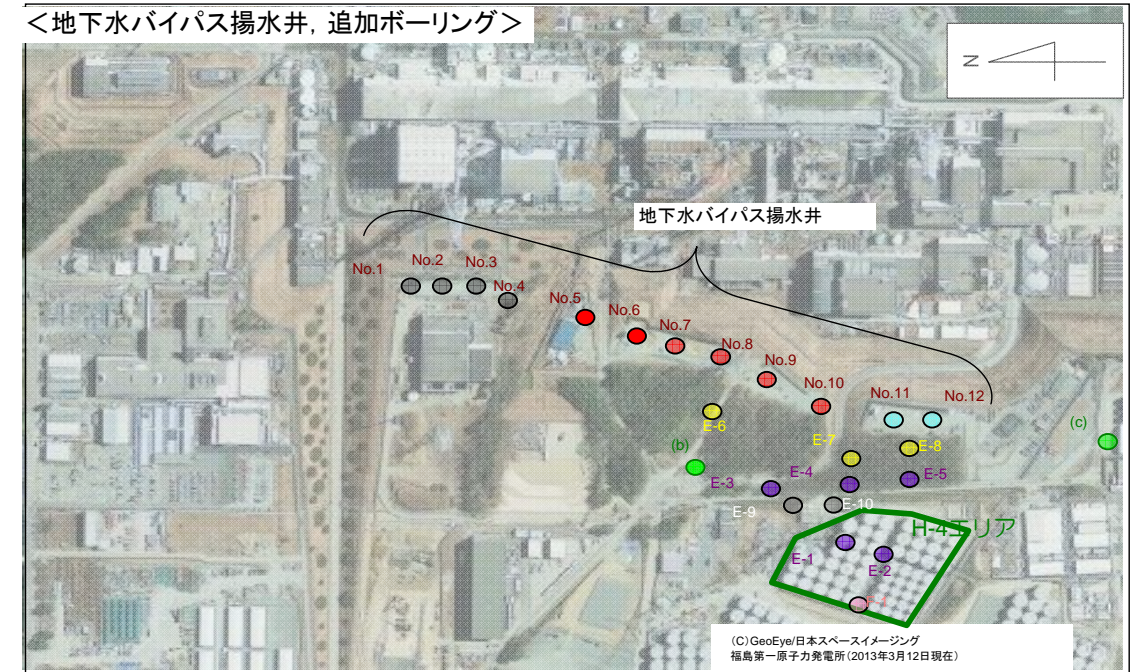 ＜地下水バイパス揚水井，追加ボーリング＞
N
地下水バイパス揚水井
No.1
No.2
No.3
No.4
No.5
No.6
No.7
No.8
No.9
No.10
No.11
No.12
E-6
E-7
E-8
(b)
(c)
E-3
E-4
E-5
E-9
E-10
H-4エリア
E-1
E-2
F-1
(C)GeoEye/日本スペースイメージング
福島第一原子力発電所(2013年3月12日現在)